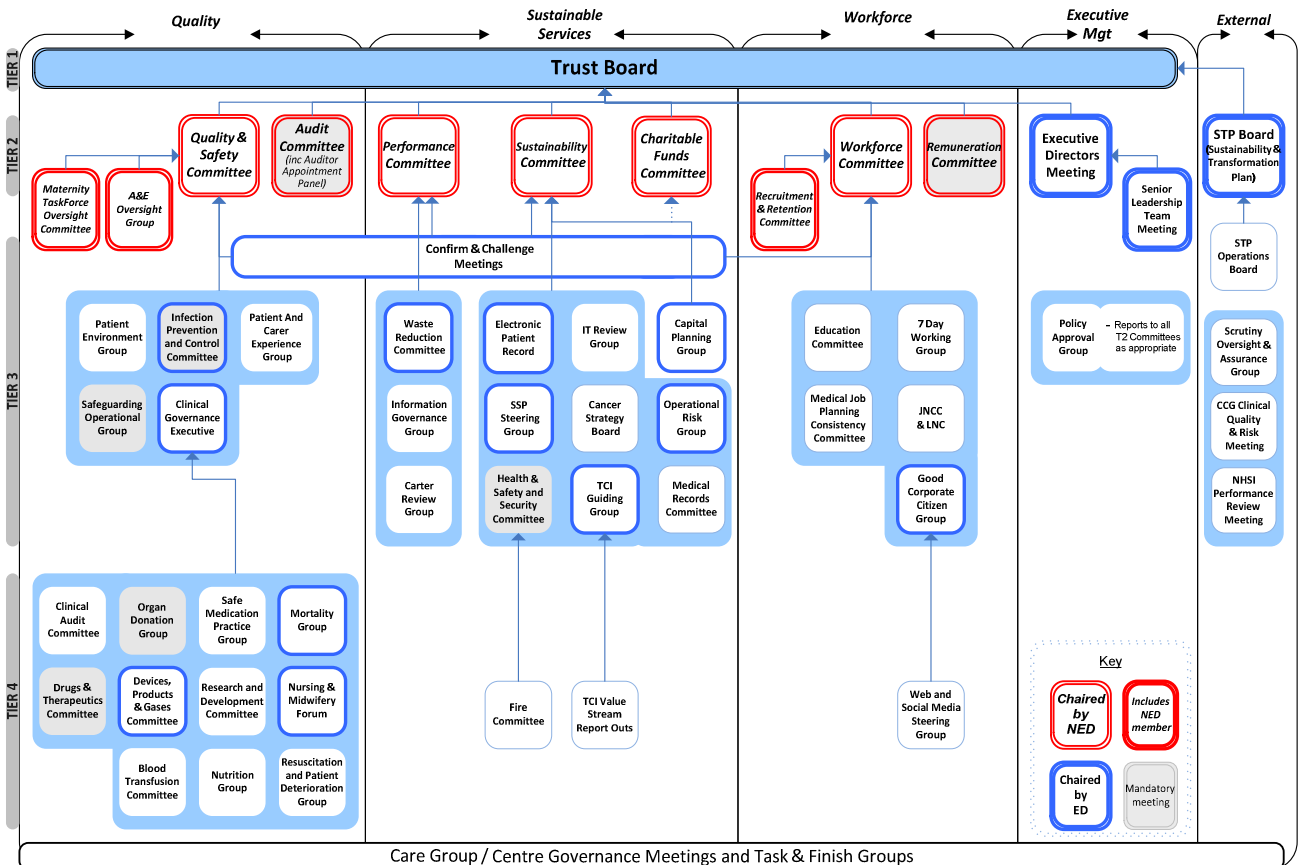 Quality
Sustainable
Services
Workforce
Executive
Mgt
External
TIER 1
Trust Board
TIER 2
Quality &
Safety
Committee
Audit
Committee
(inc Auditor
Appointment
Panel)
Performance
Committee
Sustainability
Committee
Charitable
Funds
Committee
Workforce
Committee
Remuneration
Committee
Executive
Directors
Meeting
STP Board
(Sustainability &
Transformation
Plan)
Maternity
TaskForce
Oversight
Committee
A&E
Oversight
Group
Recruitment
& Retention
Committee
Senior
Leadership
Team
Meeting
STP
Operations
Board
Confirm & Challenge
Meetings
TIER 3
Patient
Environment
Group
Infection
Prevention
and Control
Committee
Patient And
Carer
Experience
Group
Waste
Reduction
Committee
Electronic
Patient
Record
IT Review
Group
Capital
Planning
Group
Education
Committee
7 Day
Working
Group
Policy
Approval
Group
- Reports to all
T2 Committees
as appropriate
Scrutiny
Oversight &
Assurance
Group
Safeguarding
Operational
Group
Clinical
Governance
Executive
Information
Governance
Group
SSP
Steering
Group
Cancer
Strategy
Board
Operational
Risk
Group
Medical Job
Planning
Consistency
Committee
JNCC
& LNC
CCG Clinical
Quality
& Risk
Meeting
Carter
Review
Group
Health &
Safety and
Security
Committee
TCI
Guiding
Group
Medical
Records
Committee
Good
Corporate
Citizen
Group
NHSI
Performance
Review
Meeting
TIER 4
Clinical
Audit
Committee
Organ
Donation
Group
Safe
Medication
Practice
Group
Mortality
Group
Drugs &
Therapeutics
Committee
Devices,
Products
& Gases
Committee
Research and
Development
Committee
Nursing &
Midwifery
Forum
Fire
Committee
TCI Value
Stream
Report Outs
Web and
Social Media
Steering
Group
Blood
Transfusion
Committee
Nutrition
Group
Resuscitation
and Patient
Deterioration
Group
Key
Chaired
by
NED
Includes
NED
member
Chaired
by
ED
Mandatory
meeting
Care Group / Centre Governance Meetings and Task & Finish Groups